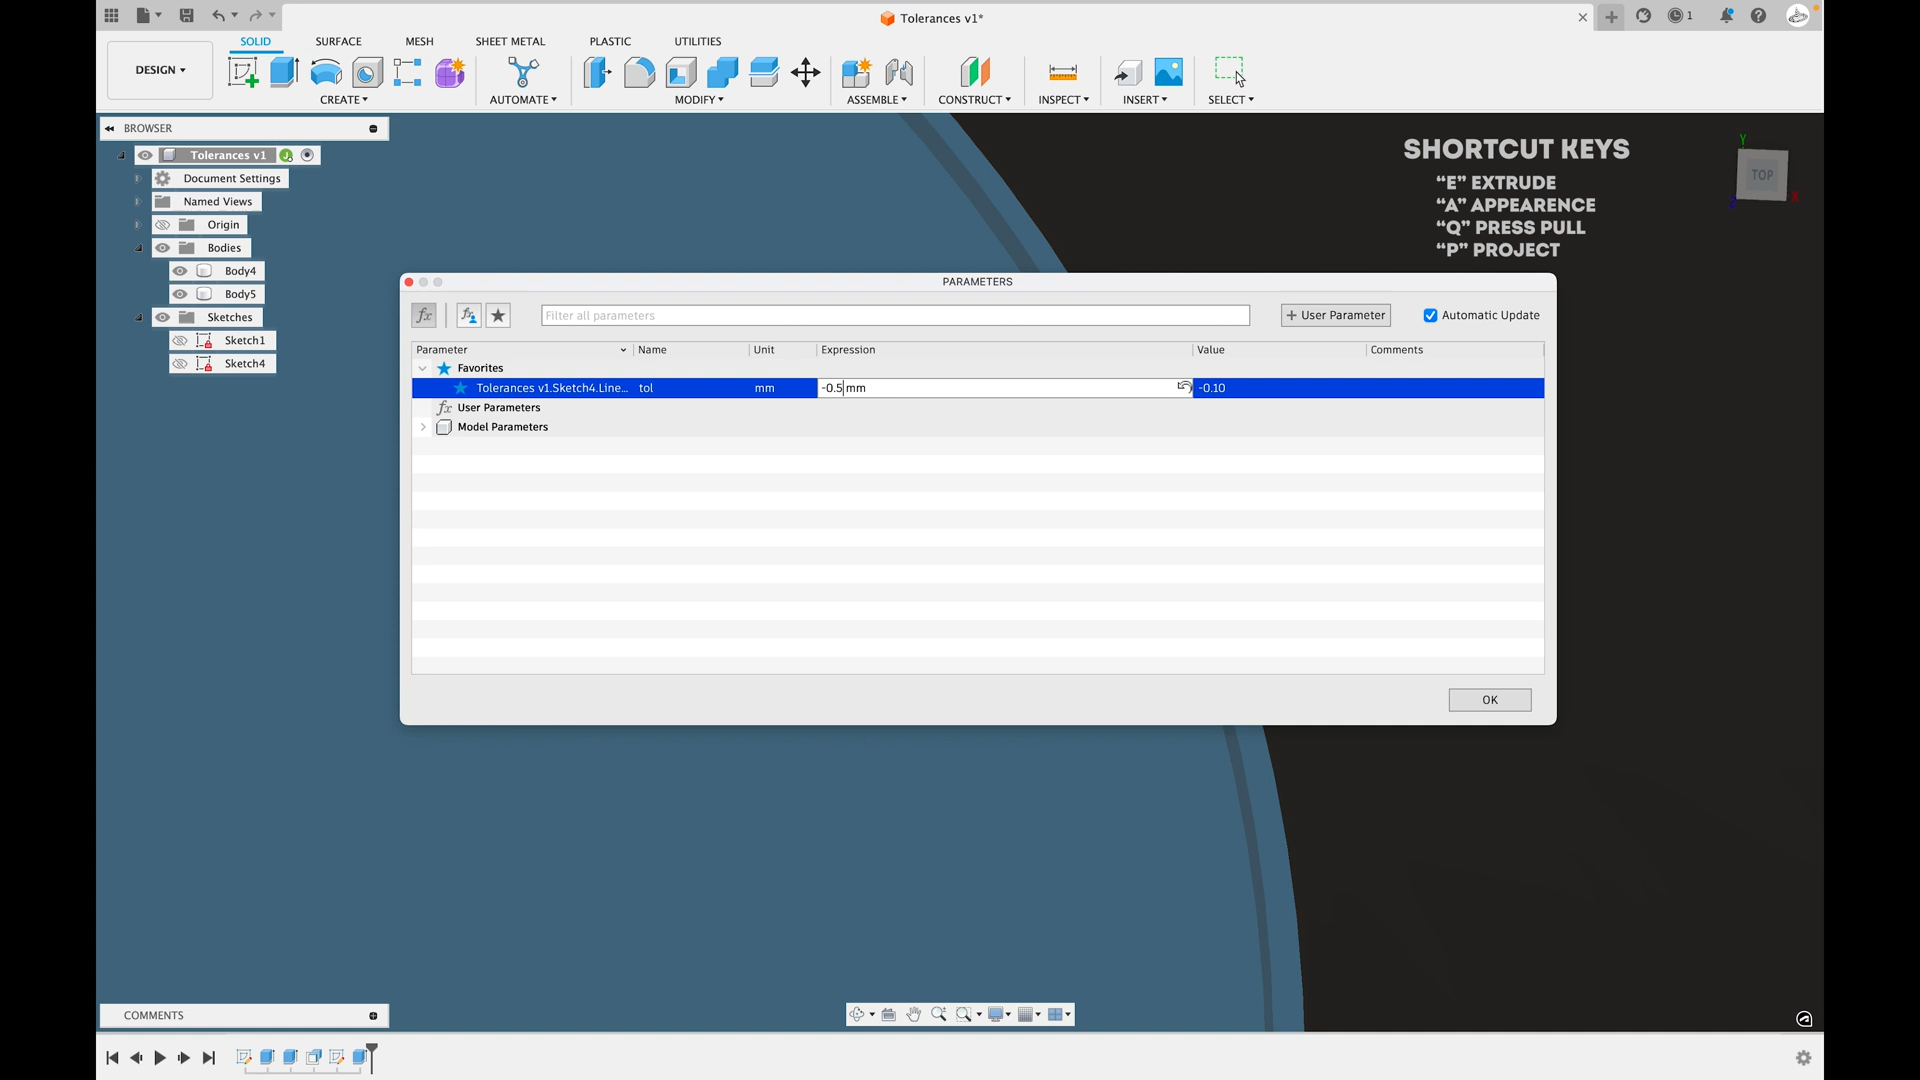 Tolerances v1*
1
SOLID
SURFACE
MESH
SHEET METAL
PLASTIC
UTILITIES
DESIGN
CREATE
AUTOMATE
MODIFY
ASSEMBLE
CONSTRUCT
INSPECT
INSERT
SELECT
BROWSER
Tolerances v1
Document Settings
Named Views
Origin
Bodies
Body4
Body5
Sketches
Sketch1
Sketch4
SHORTCUT KEYS
“E” EXTRUDE
“A” APPEARENCE
“Q” PRESS PULL
“P” PROJECT
Y
TOP
X
Z
PARAMETERS
fx
Filter all parameters
+ User Parameter
Automatic Update
Parameter
Name
Unit
Expression
Value
Comments
Favorites
Tolerances v1.Sketch4.Line... tol mm -0.5 mm -0.10
fx User Parameters
Model Parameters
OK
COMMENTS